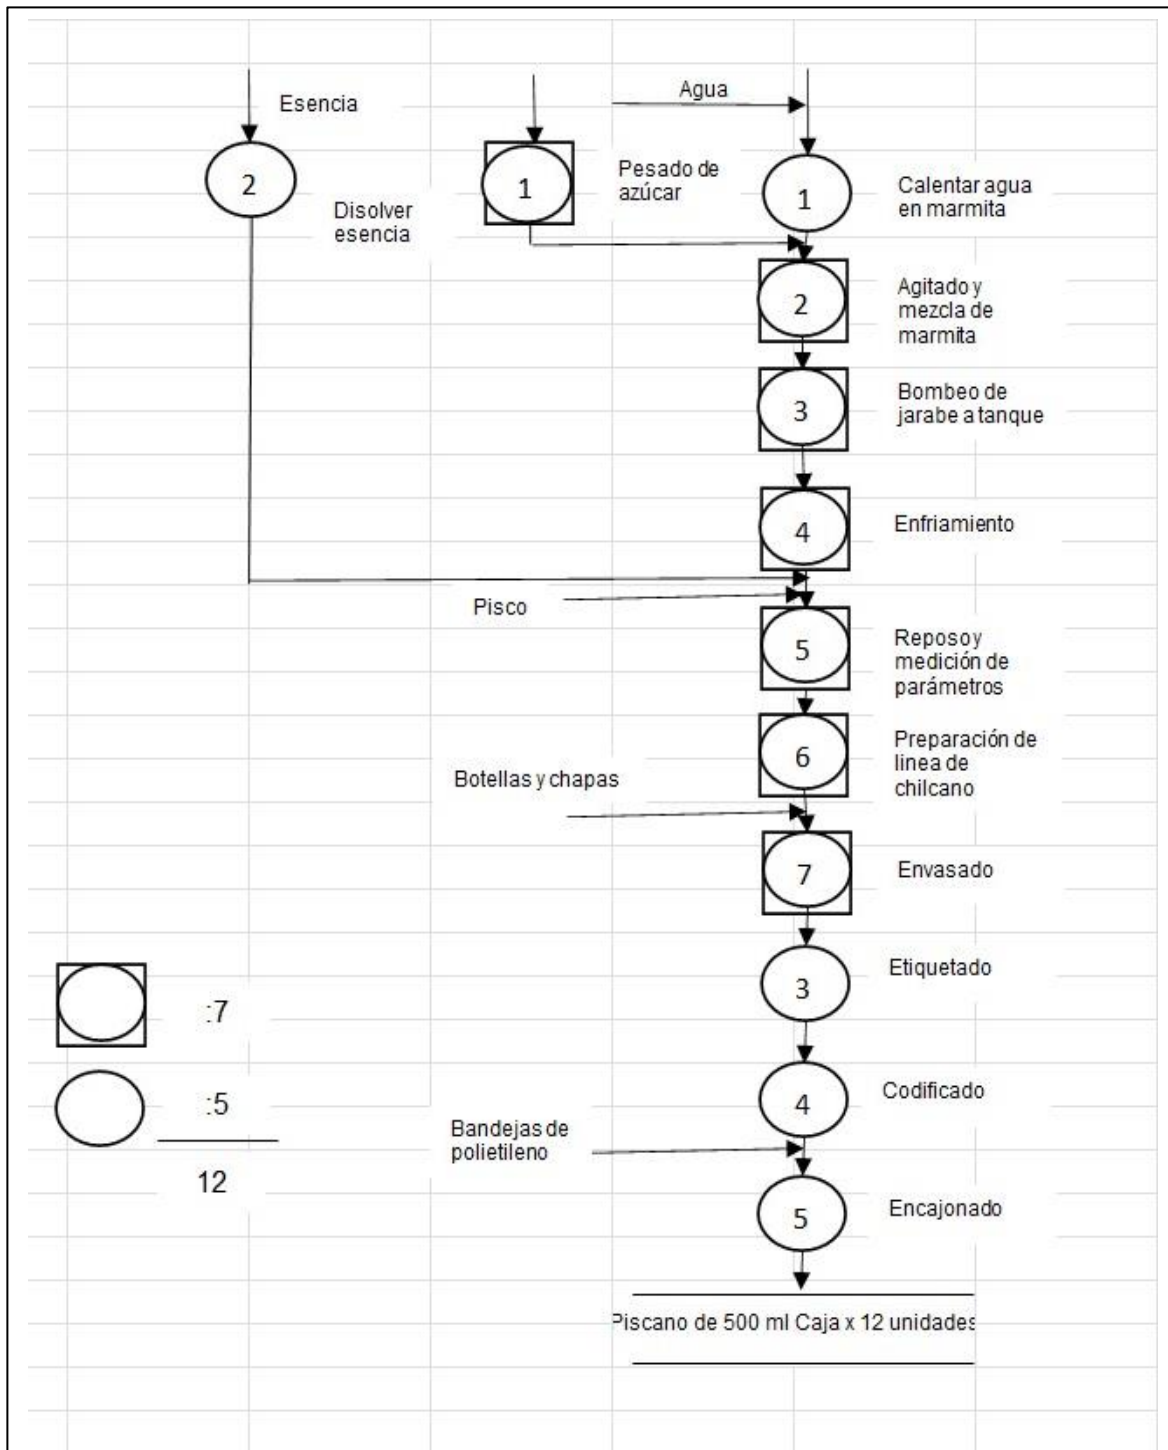 Esencia
Agua
2
Disolver
esencia
1
Pesado de
azúcar
1
Calentar agua
en marmita
2
Agitado y
mezcla de
marmita
3
Bombeo de
jarabe a tanque
4
Enfriamiento
Pisco
5
Reposo y
medición de
parámetros
6
Preparación de
linea de
chilcano
Botellas y chapas
7
Envasado
3
Etiquetado
:7
4
Codificado
:5
Bandejas de
polietileno
12
5
Encajonado
Piscano de 500 ml Caja x 12 unidades